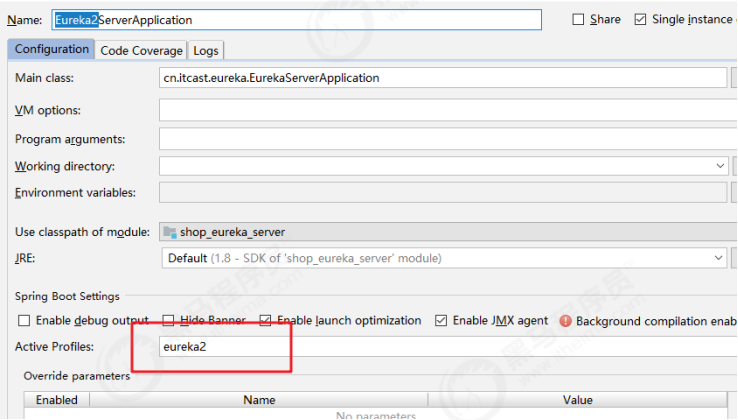 Name: Eureka2ServerApplication Share Single instance
Configuration Code Coverage Logs
Main class: cn.itcast.eureka.EurekaServerApplication
VM options:
Program arguments:
Working directory:
Environment variables:
Use classpath of module: shop_eureka_server
JRE: Default (1.8 - SDK of 'shop_eureka_server' module)
Spring Boot Settings
Enable debug output Hide Banner Enable launch optimization Enable JMX agent Background compilation enab
Active Profiles: eureka2
Override parameters
Enabled Name Value
No parameters